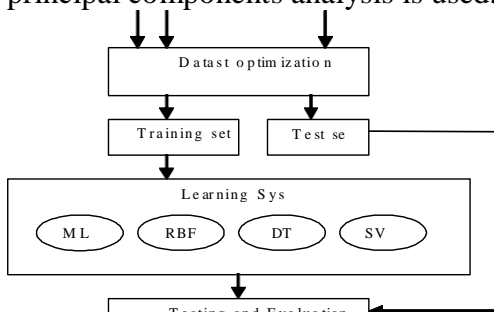 principal components analysis is used.
Datast optimization
Training set
Test se
Learning Sys
ML
RBF
DT
SV
Testing and Evaluation